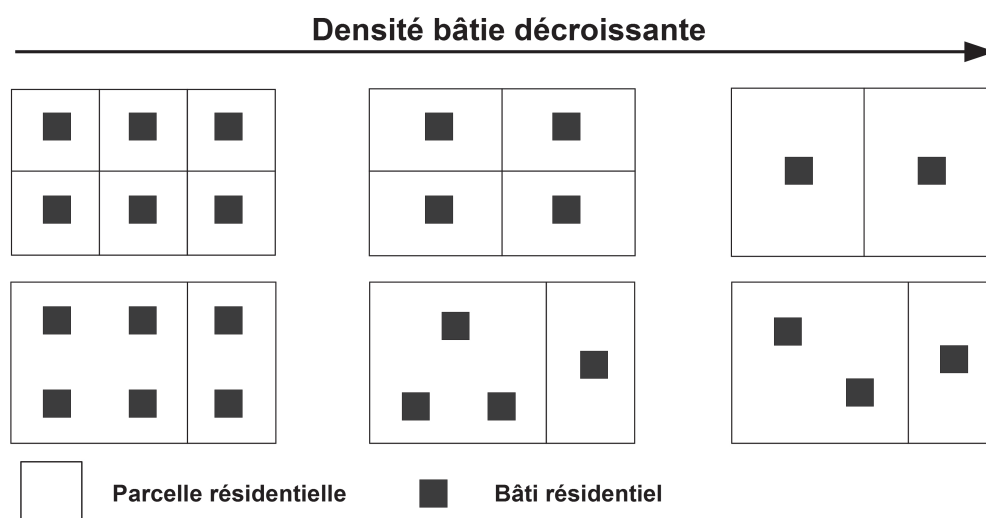 Densité bâtie décroissante
Parcelle résidentielle
Bâti résidentiel